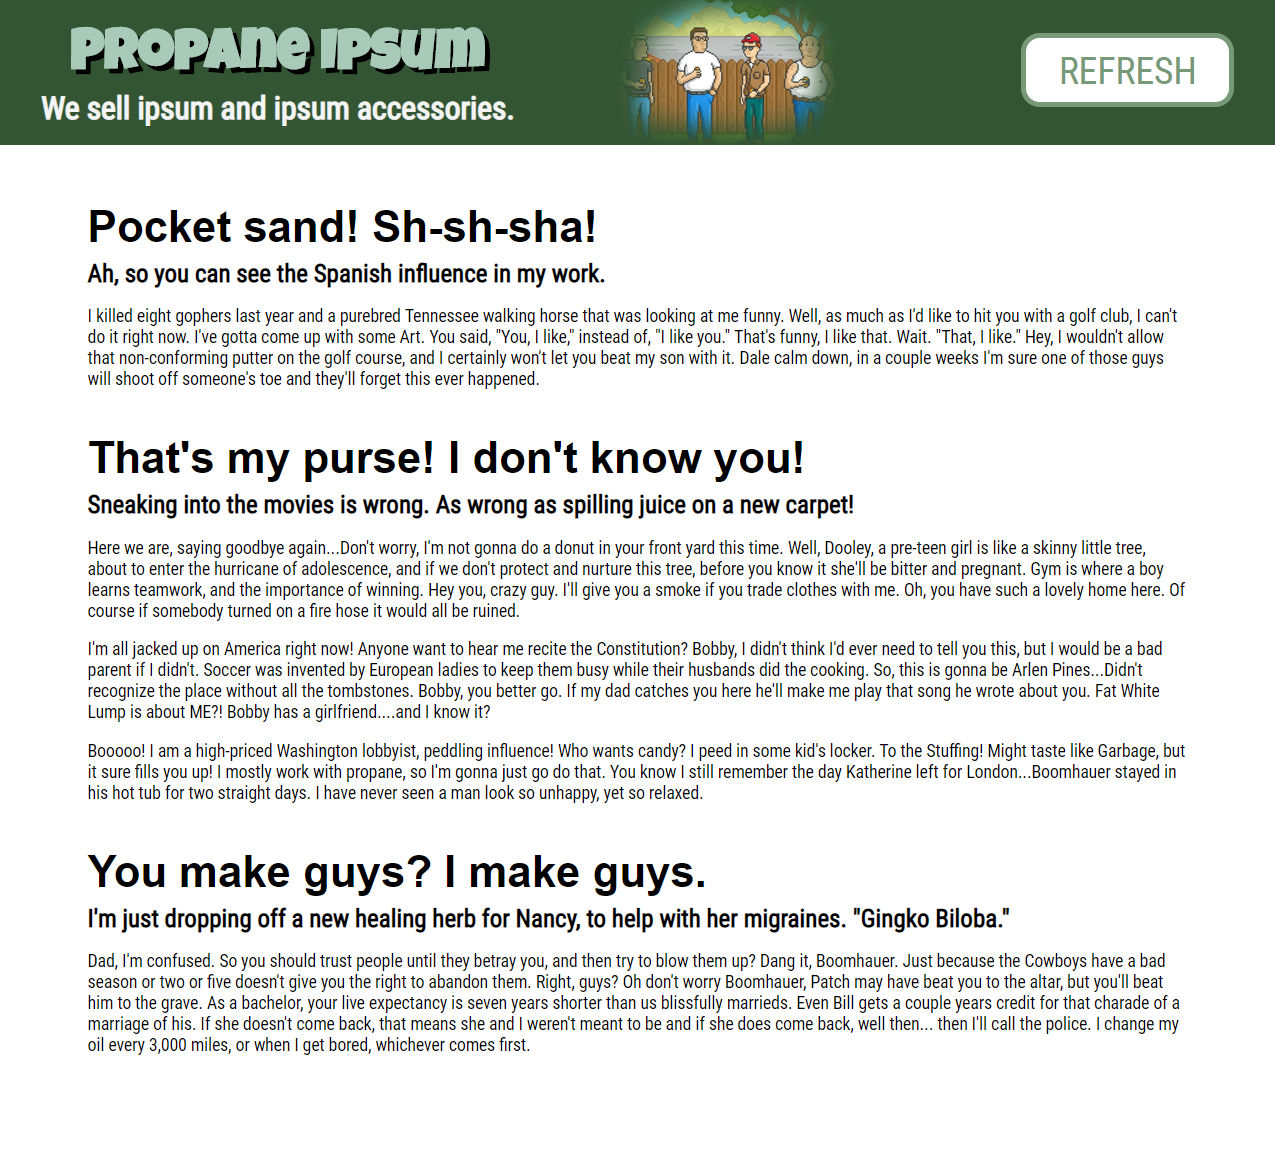 Propane Ipsum
We sell ipsum and ipsum accessories.
REFRESH
Pocket sand! Sh-sh-sha!
Ah, so you can see the Spanish influence in my work.
I killed eight gophers last year and a purebred Tennessee walking horse that was looking at me funny. Well, as much as I'd like to hit you with a golf club, I can't
do it right now. I've gotta come up with some Art. You said, "You, I like," instead of, "I like you." That's funny, I like that. Wait. "That, I like." Hey, I wouldn't allow
that non-conforming putter on the golf course, and I certainly won't let you beat my son with it. Dale calm down, in a couple weeks I'm sure one of those guys
will shoot off someone's toe and they'll forget this ever happened.
That's my purse! I don't know you!
Sneaking into the movies is wrong. As wrong as spilling juice on a new carpet!
Here we are, saying goodbye again...Don't worry, I'm not gonna do a donut in your front yard this time. Well, Dooley, a pre-teen girl is like a skinny little tree,
about to enter the hurricane of adolescence, and if we don't protect and nurture this tree, before you know it she'll be bitter and pregnant. Gym is where a boy
learns teamwork, and the importance of winning. Hey you, crazy guy. I'll give you a smoke if you trade clothes with me. Oh, you have such a lovely home here. Of
course if somebody turned on a fire hose it would all be ruined.
I'm all jacked up on America right now! Anyone want to hear me recite the Constitution? Bobby, I didn't think I'd ever need to tell you this, but I would be a bad
parent if I didn't. Soccer was invented by European ladies to keep them busy while their husbands did the cooking. So, this is gonna be Arlen Pines...Didn't
recognize the place without all the tombstones. Bobby, you better go. If my dad catches you here he'll make me play that song he wrote about you. Fat White
Lump is about ME?! Bobby has a girlfriend....and I know it?
Booooo! I am a high-priced Washington lobbyist, peddling influence! Who wants candy? I peed in some kid's locker. To the Stuffing! Might taste like Garbage, but
it sure fills you up! I mostly work with propane, so I'm gonna just go do that. You know I still remember the day Katherine left for London...Boomhauer stayed in
his hot tub for two straight days. I have never seen a man look so unhappy, yet so relaxed.
You make guys? I make guys.
I'm just dropping off a new healing herb for Nancy, to help with her migraines. "Gingko Biloba."
Dad, I'm confused. So you should trust people until they betray you, and then try to blow them up? Dang it, Boomhauer. Just because the Cowboys have a bad
season or two or five doesn't give you the right to abandon them. Right, guys? Oh don't worry Boomhauer, Patch may have beat you to the altar, but you'll beat
him to the grave. As a bachelor, your live expectancy is seven years shorter than us blissfully marrieds. Even Bill gets a couple years credit for that charade of a
marriage of his. If she doesn't come back, that means she and I weren't meant to be and if she does come back, well then... then I'll call the police. I change my
oil every 3,000 miles, or when I get bored, whichever comes first.